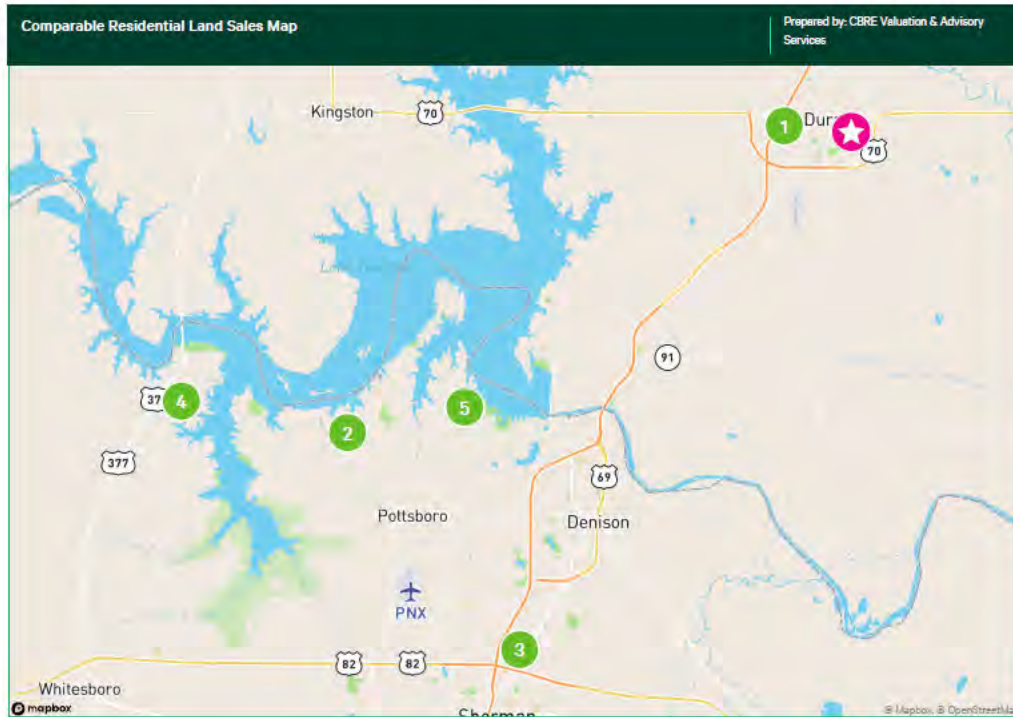 Comparable Residential Land Sales Map
Prepared by: CBRE Valuation & Advisory
Services
Kingston
70
1
70
91
4
2
5
377
69
Pottsboro
Denison
PNX
3
82
82
Whitesboro
mapbox
© Mapbox, © OpenStreetMa